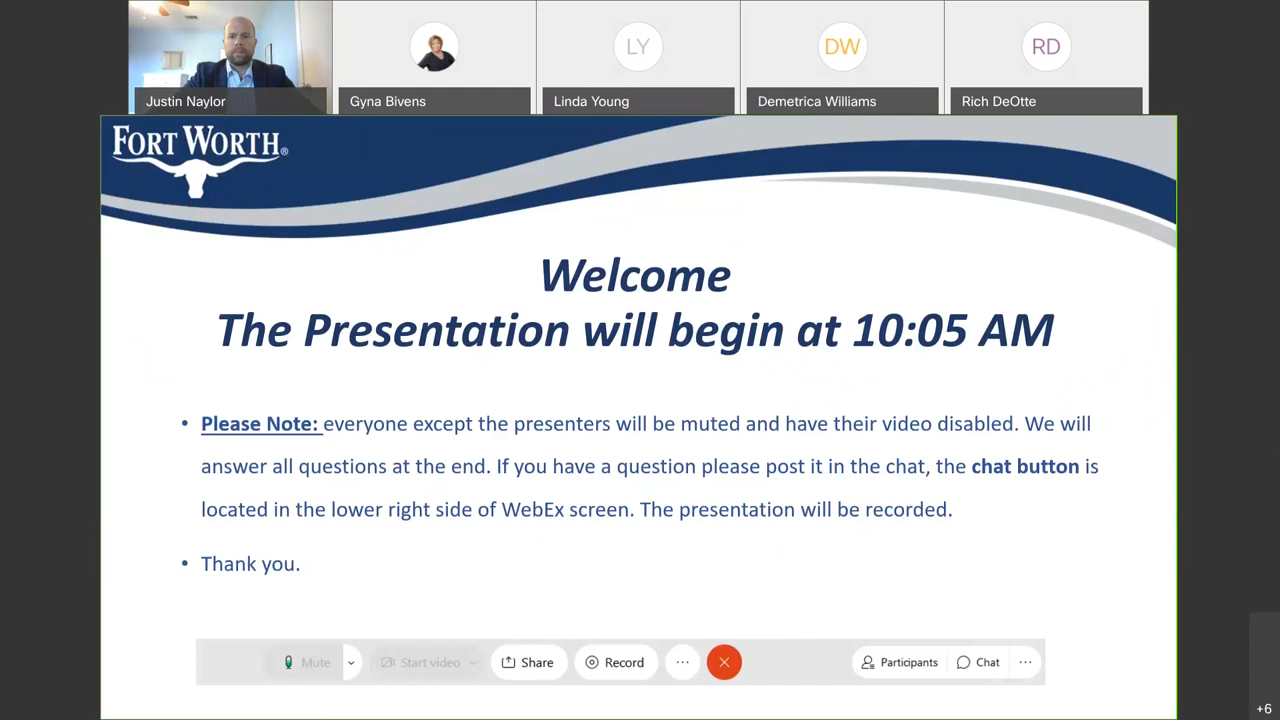 LY
DW
RD
Justin Naylor
Gyna Bivens
Linda Young
Demetrica Williams
Rich DeOtte
FORT WORTH®
Welcome
The Presentation will begin at 10:05 AM
• Please Note: everyone except the presenters will be muted and have their video disabled. We will
answer all questions at the end. If you have a question please post it in the chat, the chat button is
located in the lower right side of WebEx screen. The presentation will be recorded.
• Thank you.
Mute
Start video
Share
Record
Participants
Chat
+6